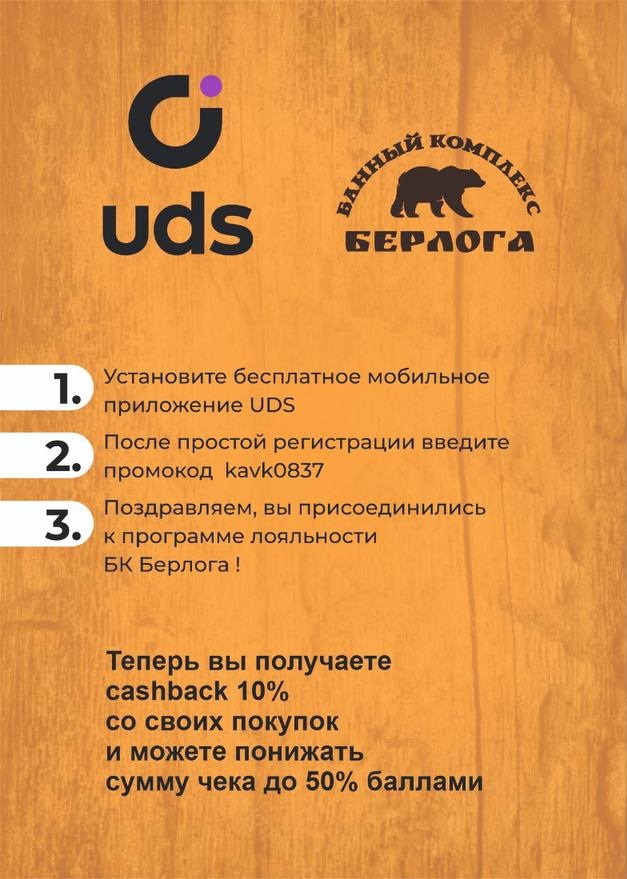 uds
БАННЫЙ КОМПЛЕКС
БЕРЛОГА
1. Установите бесплатное мобильное
приложение UDS
2. После простой регистрации введите
промокод kavk0837
3. Поздравляем, вы присоединились
к программе лояльности
БК Берлога !
Теперь вы получаете
cashback 10%
со своих покупок
и можете понижать
сумму чека до 50% баллами